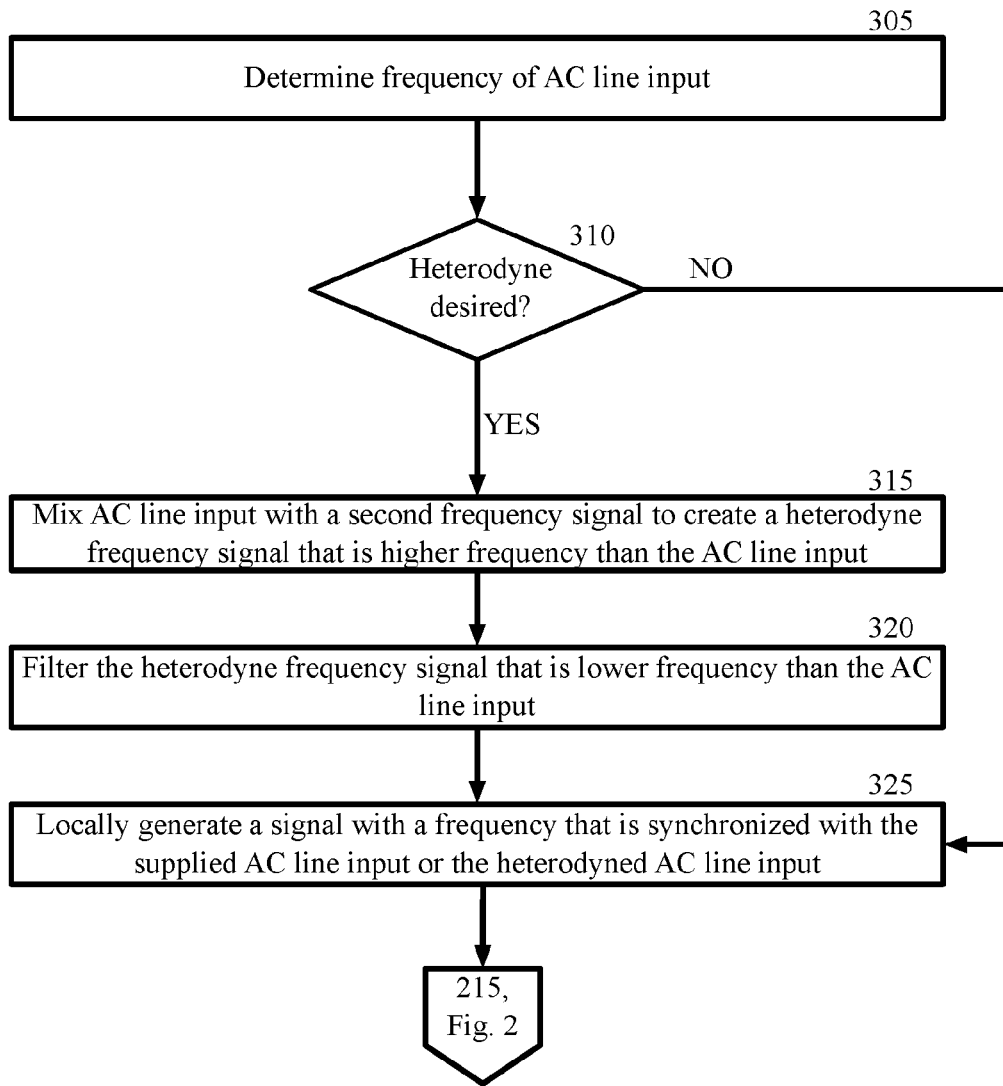 305
Determine frequency of AC line input
310
Heterodyne
desired?
NO
YES
315
Mix AC line input with a second frequency signal to create a heterodyne
frequency signal that is higher frequency than the AC line input
320
Filter the heterodyne frequency signal that is lower frequency than the AC
line input
325
Locally generate a signal with a frequency that is synchronized with the
supplied AC line input or the heterodyned AC line input
215,
Fig. 2